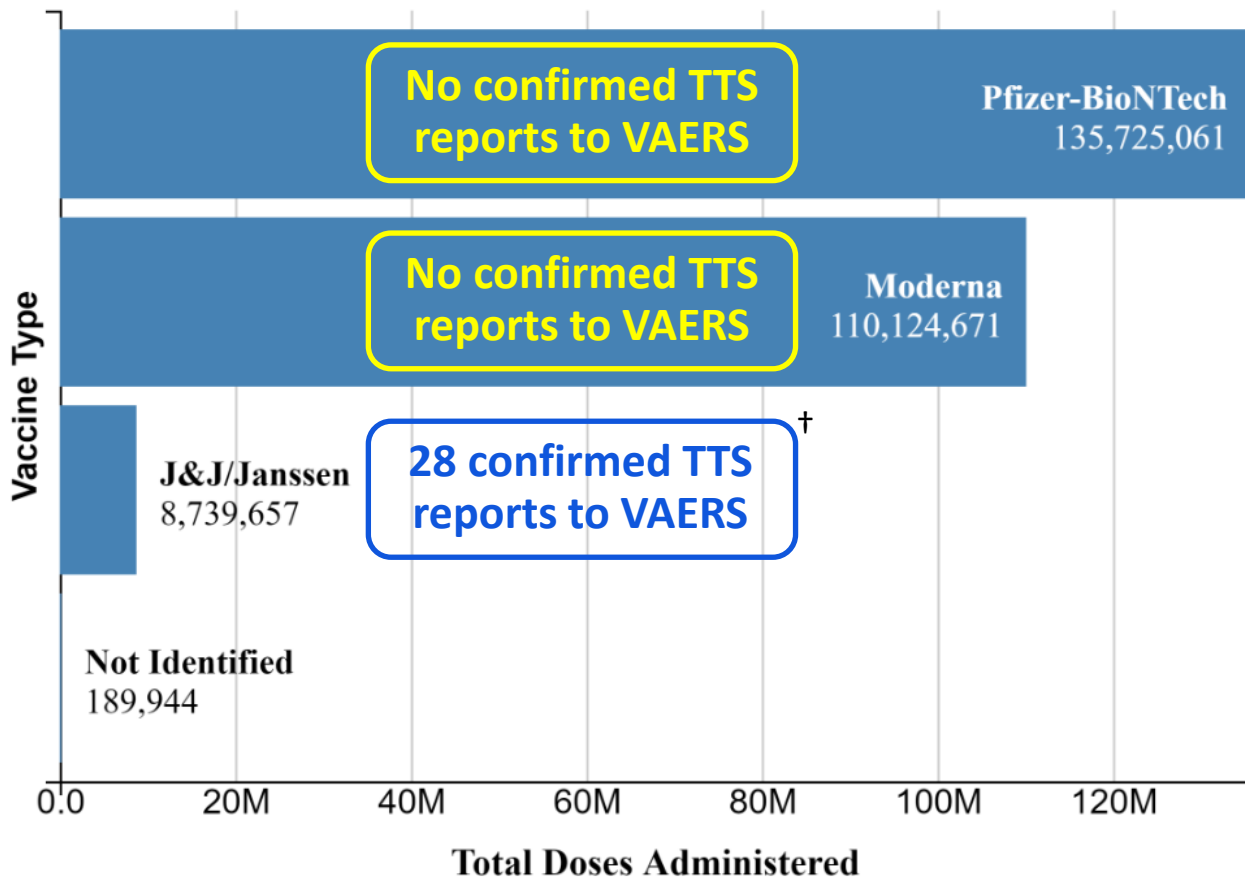 No confirmed TTS
reports to VAERS
Pfizer-BioNTech
135,725,061
No confirmed TTS
reports to VAERS
Moderna
110,124,671
Vaccine Type
J&J/Janssen
8,739,657
28 confirmed TTS
reports to VAERS
†
Not Identified
189,944
0.0 20M 40M 60M 80M 100M 120M
Total Doses Administered